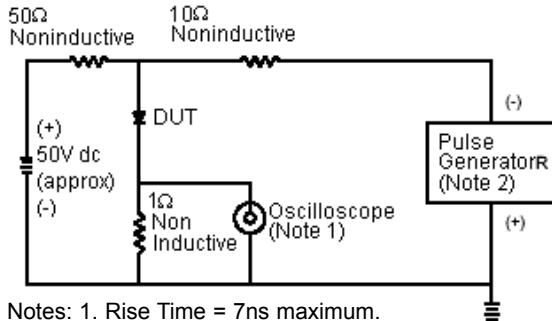 50Ω
Noninductive
10Ω
Noninductive
DUT
(+)
50V dc
(approx)
(-)
1Ω
Non
Inductive
Oscilloscope
(Note 1)
(-)
Pulse
GeneratorR
(Note 2)
(+)
Notes: 1. Rise Time = 7ns maximum.